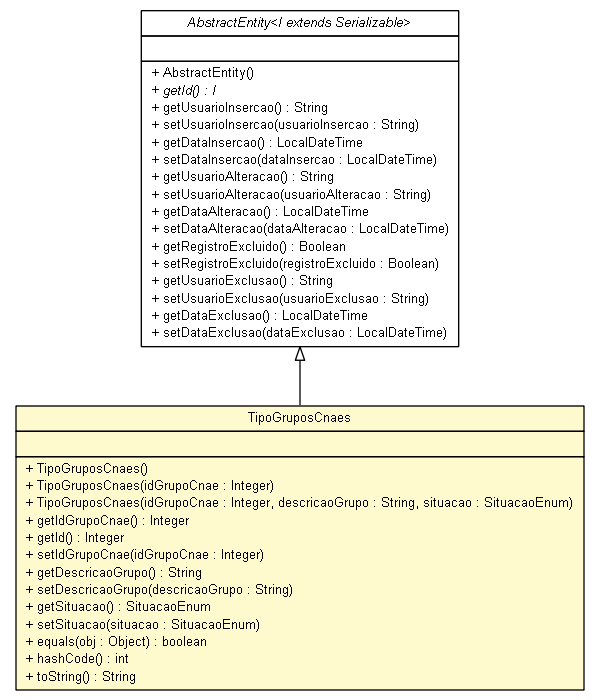 AbstractEntity<I extends Serializable>
+ AbstractEntity()
+ getId() : I
+ getUsuarioInsercao() : String
+ setUsuarioInsercao(usuarioInsercao : String)
+ getDataInsercao() : LocalDateTime
+ setDataInsercao(dataInsercao : LocalDateTime)
+ getUsuarioAlteracao() : String
+ setUsuarioAlteracao(usuarioAlteracao : String)
+ getDataAlteracao() : LocalDateTime
+ setDataAlteracao(dataAlteracao : LocalDateTime)
+ getRegistroExcluido() : Boolean
+ setRegistroExcluido(registroExcluido : Boolean)
+ getUsuarioExclusao() : String
+ setUsuarioExclusao(usuarioExclusao : String)
+ getDataExclusao() : LocalDateTime
+ setDataExclusao(dataExclusao : LocalDateTime)
TipoGruposCnaes
+ TipoGruposCnaes()
+ TipoGruposCnaes(idGrupoCnae : Integer)
+ TipoGruposCnaes(idGrupoCnae : Integer, descricaoGrupo : String, situacao : SituacaoEnum)
+ getIdGrupoCnae() : Integer
+ getId() : Integer
+ setIdGrupoCnae(idGrupoCnae : Integer)
+ getDescricaoGrupo() : String
+ setDescricaoGrupo(descricaoGrupo : String)
+ getSituacao() : SituacaoEnum
+ setSituacao(situacao : SituacaoEnum)
+ equals(obj : Object) : boolean
+ hashCode() : int
+ toString() : String